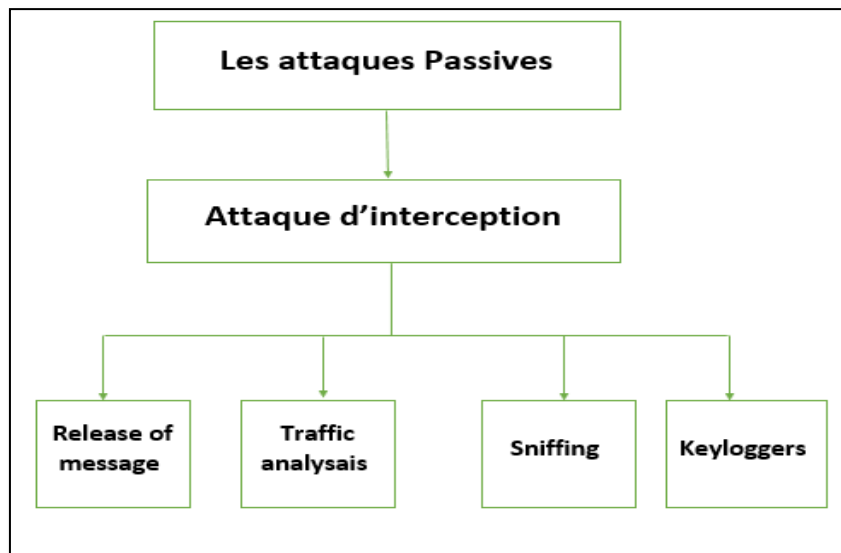 Les attaques Passives
Attaque d’interception
Release of
message
Traffic
analysais
Sniffing
Keyloggers